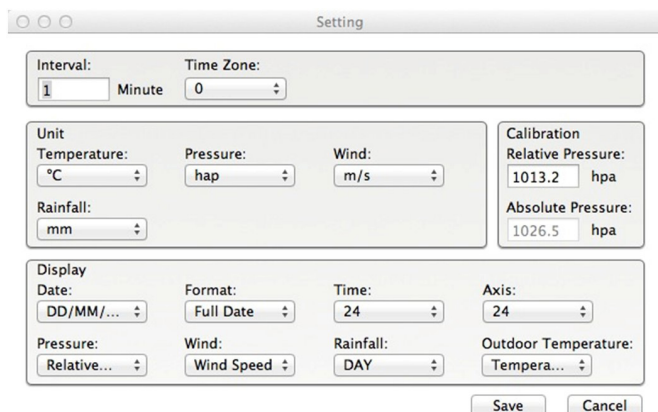 Setting
Interval: Time Zone:
1 Minute 0
Unit
Temperature: Pressure: Wind:
°C hap m/s
Rainfall:
mm
Calibration
Relative Pressure:
1013.2 hpa
Absolute Pressure:
1026.5 hpa
Display
Date: Format: Time: Axis:
DD/MM/... Full Date 24 24
Pressure: Wind: Rainfall: Outdoor Temperature:
Relative... Wind Speed DAY Tempera...
Save Cancel